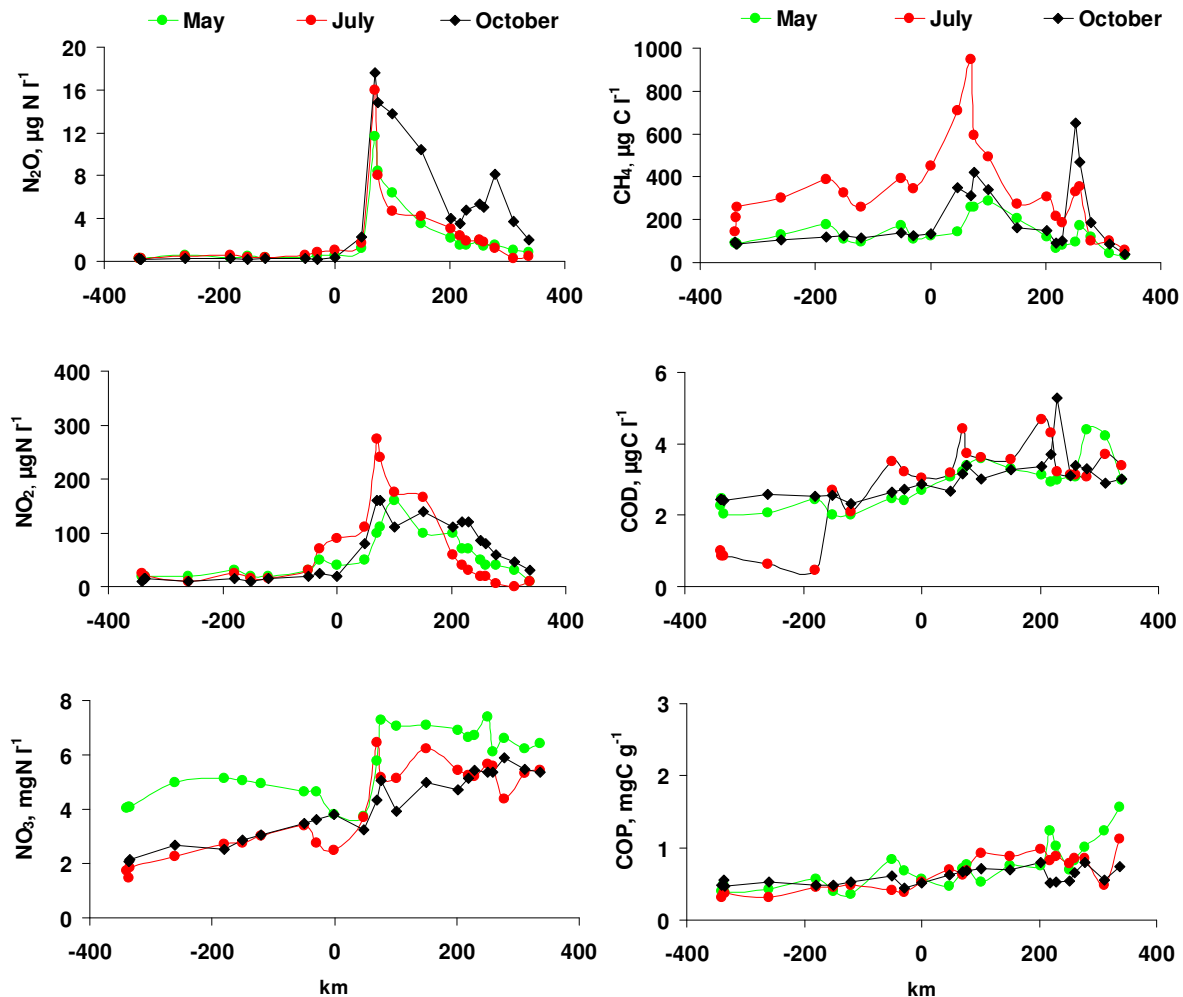 May July October
May July October
N₂O, µg N l⁻¹
20
16
12
8
4
0
-400 -200 0 200 400
CH₄, µg C l⁻¹
1000
800
600
400
200
0
-400 -200 0 200 400
NO₂, µgN l⁻¹
400
300
200
100
0
-400 -200 0 200 400
COD, µgC l⁻¹
6
4
2
0
-400 -200 0 200 400
NO₃, mgN l⁻¹
8
6
4
2
0
-400 -200 0 200 400
km
COP, mgC g⁻¹
3
2
1
0
-400 -200 0 200 400
km